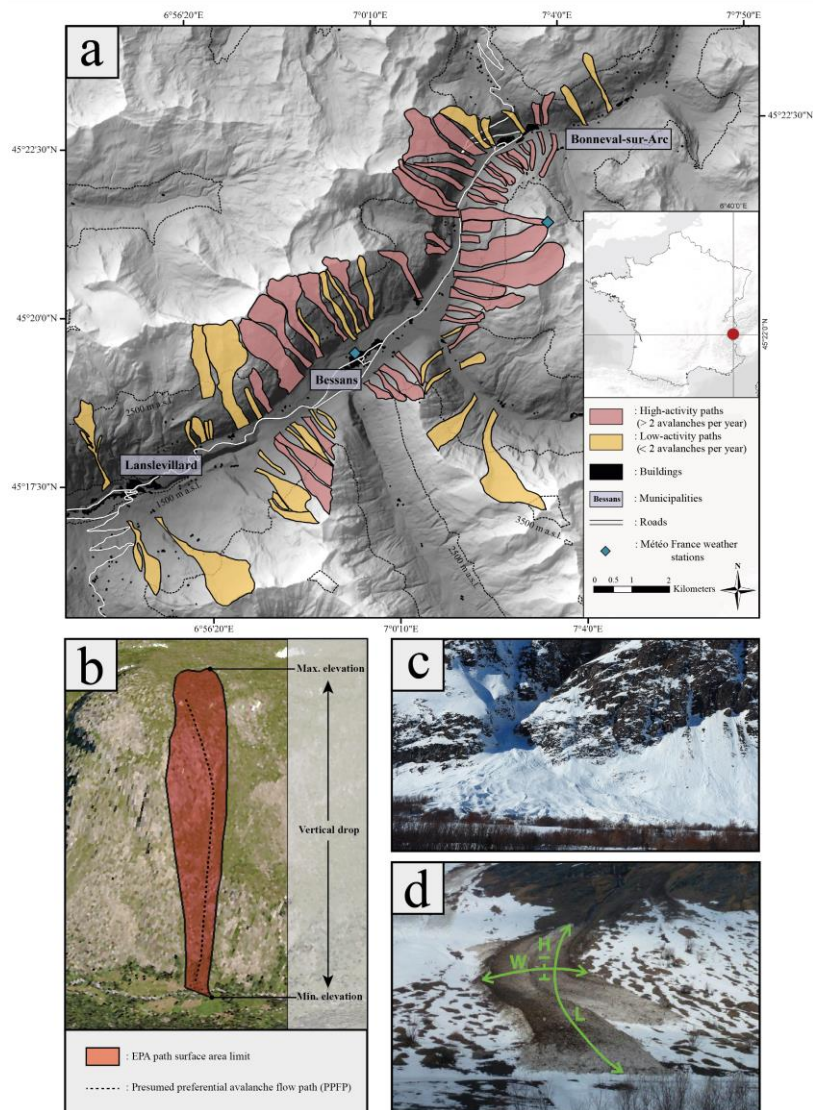 6°56'20"E
7°0'10"E
7°4'0"E
7°7'50"E
a
45°22'30"N
45°22'30"N
Bonneval-sur-Arc
6°40'0"E
45°22'0"N
45°20'0"N
Bessans
2500 m a.s.l.
Lanslevillard
45°17'30"N
1500 m a.s.l.
3500 m a.s.l.
2500 m a.s.l.
: High-activity paths
(> 2 avalanches per year)
: Low-activity paths
(< 2 avalanches per year)
: Buildings
Bessans : Municipalities
: Roads
: Météo France weather
stations
N
0 0.5 1 2
Kilometers
6°56'20"E
7°0'10"E
7°4'0"E
b
Max. elevation
Vertical drop
Min. elevation
: EPA path surface area limit
: Presumed preferential avalanche flow path (PPFP)
c
d
H
W
L